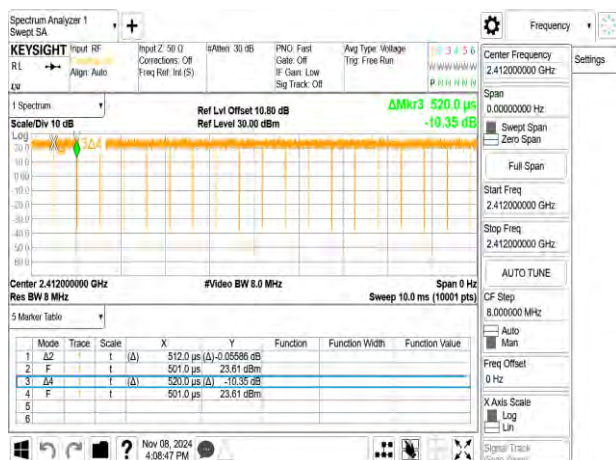 Spectrum Analyzer 1
Swept SA
Frequency
KEYSIGHT
Input: RF
Input Z: 50 Ω
#Atten: 30 dB
PNO: Fast
Avg Type: Voltage
RL
Corrections: Off
Gate: Off
Trig: Free Run
Align: Auto
Freq Ref: Int (S)
IF Gain: Low
Sig Track: Off
3 4 5 6
W W W W W W
P N N N N N
Center Frequency
2.412000000 GHz
Settings
Span
0.00000000 Hz
Swept Span
Zero Span
Full Span
Start Freq
2.412000000 GHz
Stop Freq
2.412000000 GHz
AUTO TUNE
CF Step
8.000000 MHz
Auto
Man
Freq Offset
0 Hz
X Axis Scale
Log
Lin
Signal Track
1 Spectrum
Ref Lvl Offset 10.80 dB
ΔMkr3 520.0 µs
Scale/Div 10 dB
Ref Level 30.00 dBm
-10.35 dB
Log
3Δ4
Center 2.412000000 GHz
#Video BW 8.0 MHz
Span 0 Hz
Res BW 8 MHz
Sweep 10.0 ms (10001 pts)
5 Marker Table
Mode Trace Scale X Y Function Function Width Function Value
1 Δ2 1 t (Δ) 512.0 µs (Δ) -0.05586 dB
2 F 1 t 501.0 µs 23.61 dBm
3 Δ4 1 t (Δ) 520.0 µs (Δ) -10.35 dB
4 F 1 t 501.0 µs 23.61 dBm
5
6
?
Nov 08, 2024
4:08:47 PM